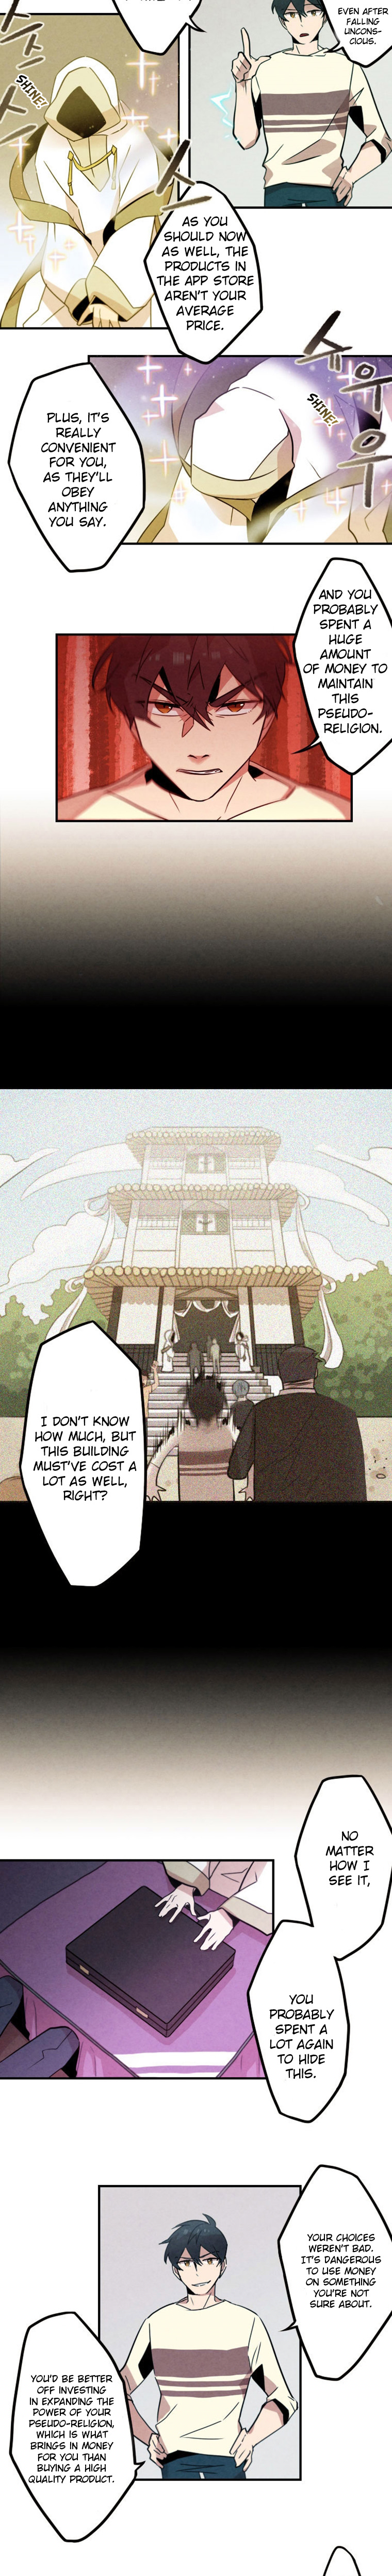 EVEN AFTER
FALLING
UNCONS-
CIOUS.
SHINE!
AS YOU
SHOULD NOW
AS WELL, THE
PRODUCTS IN
THE APP STORE
AREN'T YOUR
AVERAGE
PRICE.
SHINE!
PLUS, IT'S
REALLY
CONVENIENT
FOR YOU,
AS THEY'LL
OBEY
ANYTHING
YOU SAY.
AND YOU
PROBABLY
SPENT A
HUGE
AMOUNT
OF MONEY TO
MAINTAIN
THIS
PSEUDO-
RELIGION.
I DON'T KNOW
HOW MUCH, BUT
THIS BUILDING
MUST'VE COST A
LOT AS WELL,
RIGHT?
NO
MATTER
HOW I
SEE IT,
YOU
PROBABLY
SPENT A
LOT AGAIN
TO HIDE
THIS.
YOUR CHOICES
WEREN'T BAD.
IT'S DANGEROUS
TO USE MONEY
ON SOMETHING
YOU'RE NOT
SURE ABOUT.
YOU'D BE BETTER
OFF INVESTING
IN EXPANDING THE
POWER OF YOUR
PSEUDO-RELIGION,
WHICH IS WHAT
BRINGS IN MONEY
FOR YOU THAN
BUYING A HIGH
QUALITY PRODUCT.